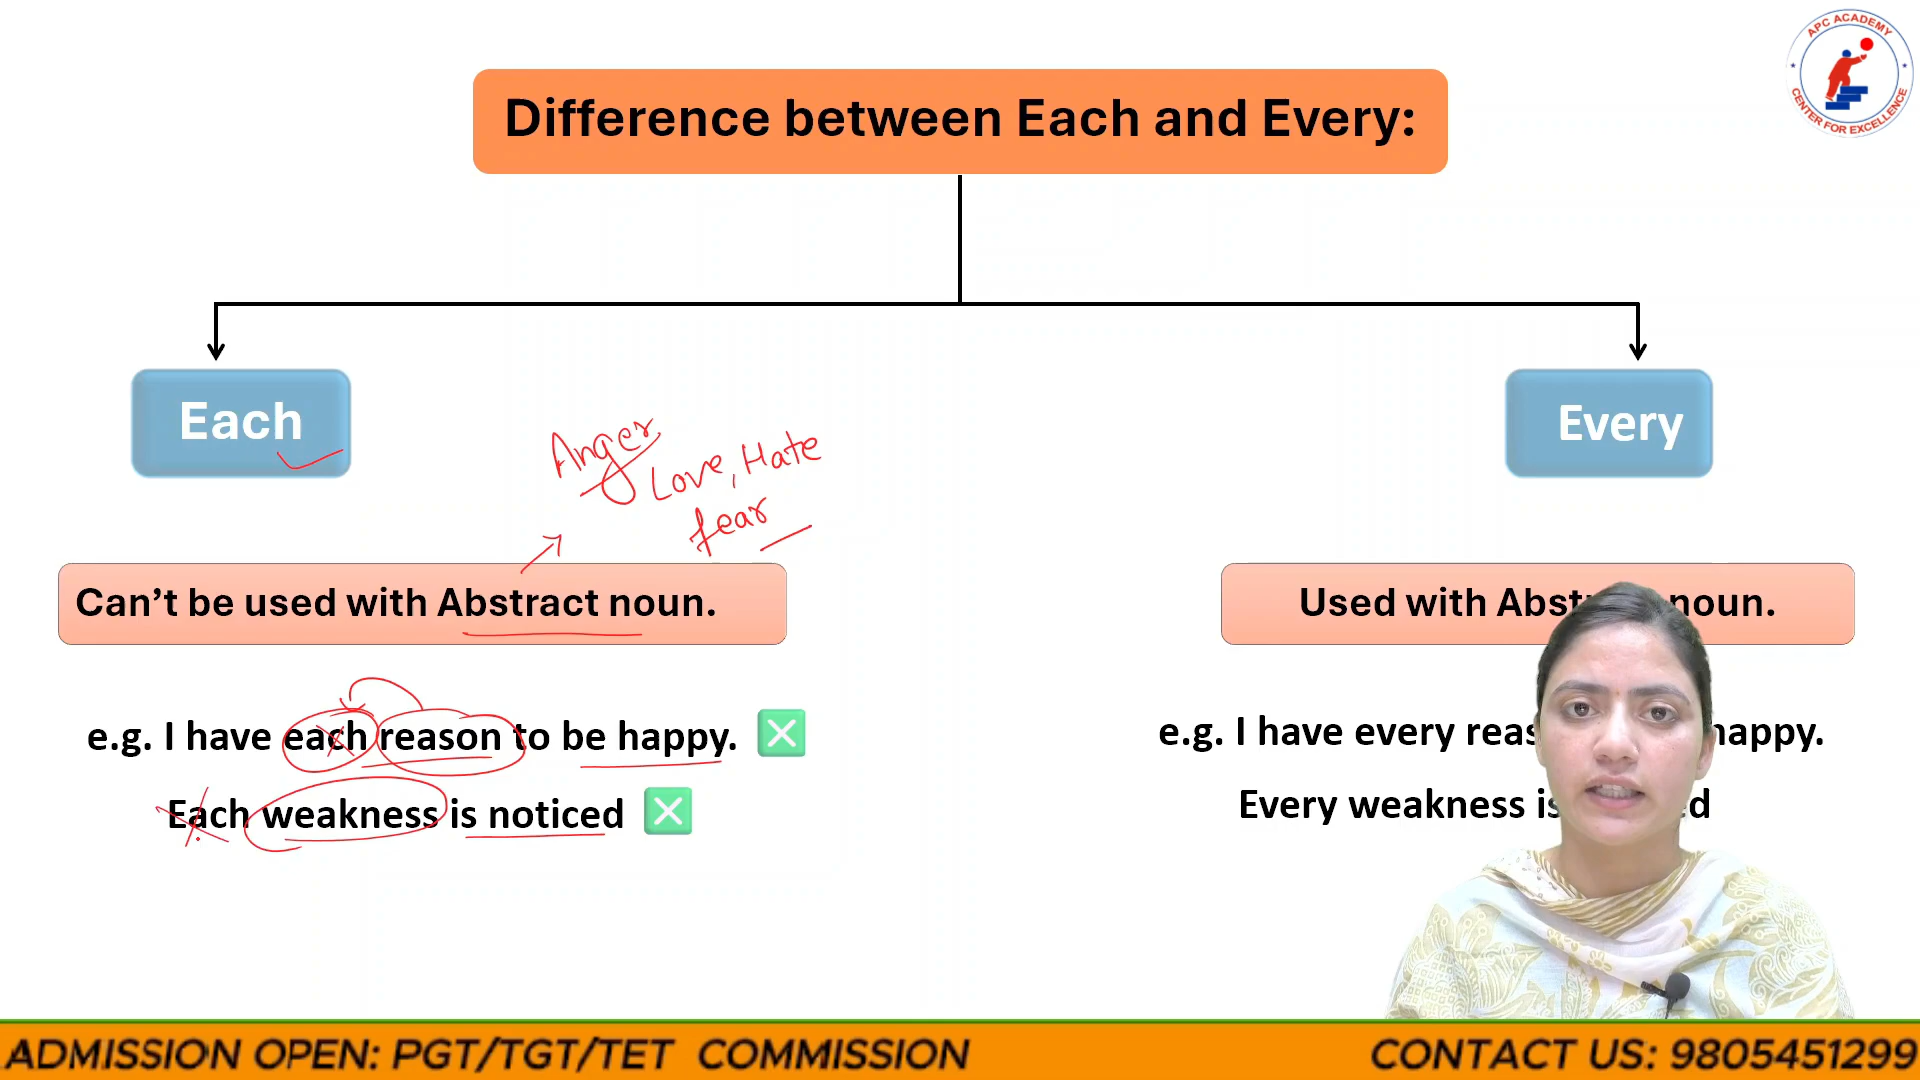 APC ACADEMY
CENTER FOR EXCELLENCE
Difference between Each and Every:
Each
Every
Anger
Love, Hate
fear
Can’t be used with Abstract noun.
Used with Abst noun.
e.g. I have each reason to be happy.
Each weakness is noticed
e.g. I have every reas happy.
Every weakness is d
ADMISSION OPEN: PGT/TGT/TET COMMISSION
CONTACT US: 9805451299